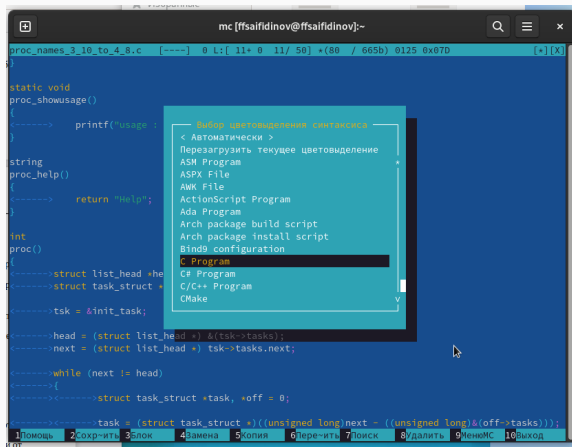 mc [ffsaifidinov@ffsaifidinov]:~
proc_names_3_10_to_4_8.c [----] 0 L:[ 11+ 0 11/ 50] *(80 / 665b) 0125 0x07D [*][X]
}
static void
proc_showusage()
{
<------>printf("usage :
}
string
proc_help()
{
<------>return "Help";
}
int
proc()
{
<------>struct list_head *he
<------>struct task_struct *
<------>tsk = &init_task;
<------>head = (struct list_head *) &(tsk->tasks);
<------>next = (struct list_head *) tsk->tasks.next;
<------>while (next != head)
<------>{
<------><------>struct task_struct *task, *off = 0;
<------><------>task = (struct task_struct *)((unsigned long)next - ((unsigned long)&(off->tasks)));
Выбор цветовыделения синтаксиса
< Автоматически >
Перезагрузить текущее цветовыделение
ASM Program
ASPX File
AWK File
ActionScript Program
Ada Program
Arch package build script
Arch package install script
Bind9 configuration
C Program
C# Program
C/C++ Program
CMake
1Помощь 2Сохр~ить 3Блок 4Замена 5Копия 6Пере~ить 7Поиск 8Удалить 9МенюMC 10Выход